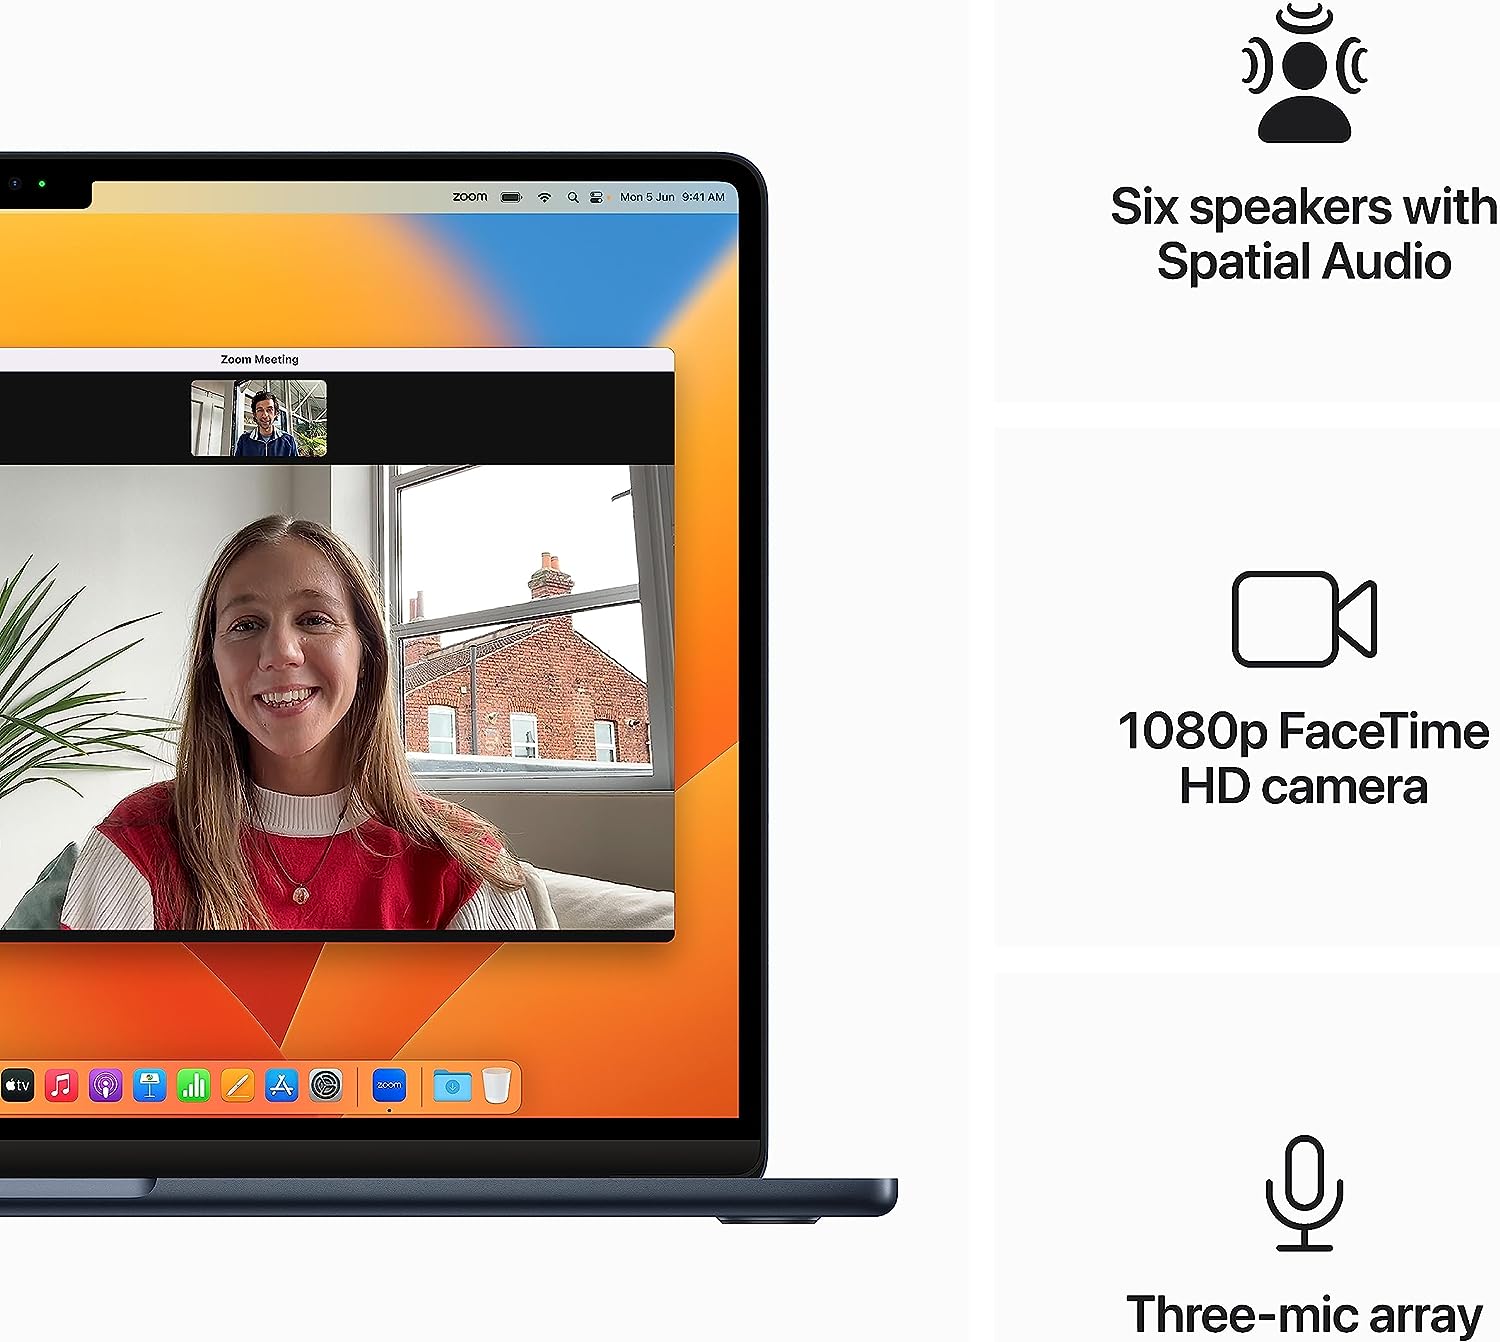 zoom Mon 5 Jun 9:41 AM
Zoom Meeting
tv
zoom
Six speakers with
Spatial Audio
1080p FaceTime
HD camera
Three-mic array